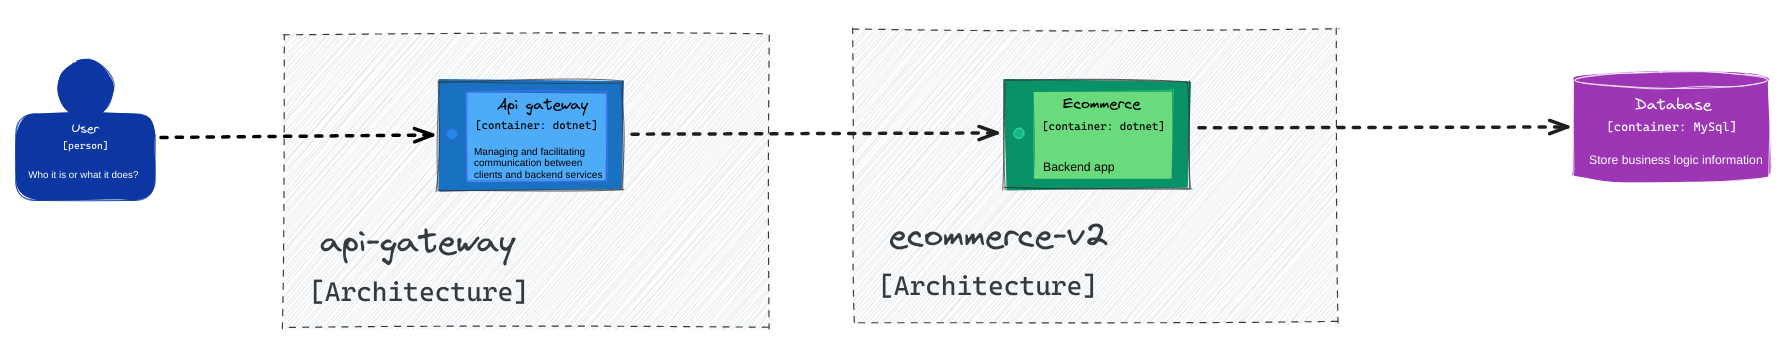 User
[person]
Who it is or what it does?
Api gateway
[container: dotnet]
Managing and facilitating
communication between
clients and backend services
api-gateway
[Architecture]
Ecommerce
[container: dotnet]
Backend app
ecommerce-v2
[Architecture]
Database
[container: MySql]
Store business logic information